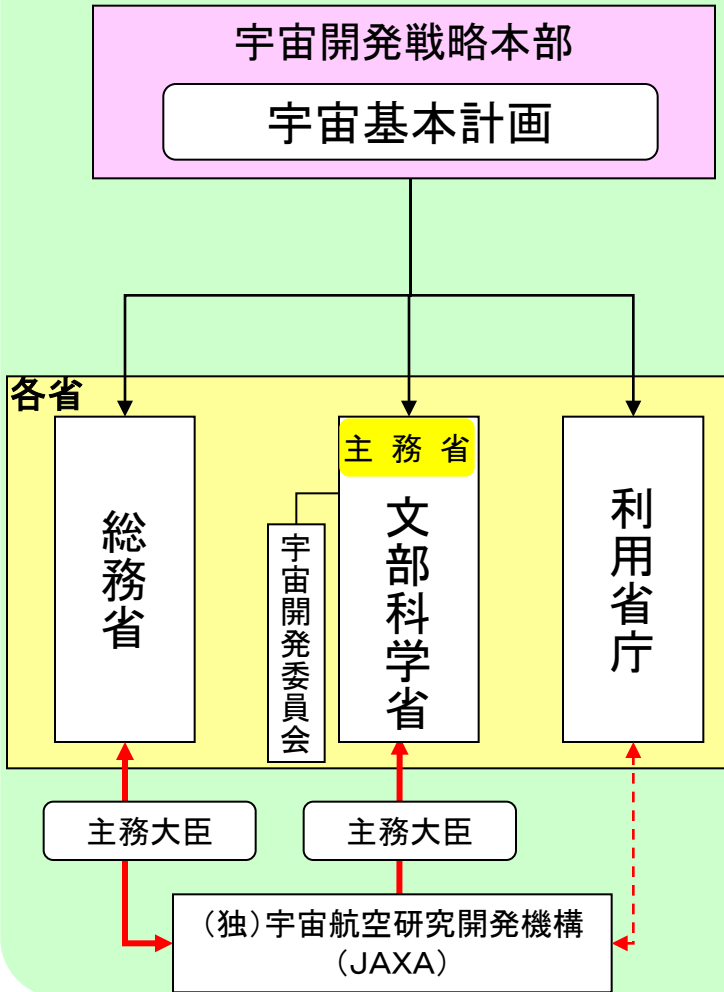 宇宙開発戦略本部
宇宙基本計画
各省
総務省
主務省
文部科学省
宇宙開発委員会
利用省庁
主務大臣
主務大臣
（独）宇宙航空研究開発機構
（JAXA）